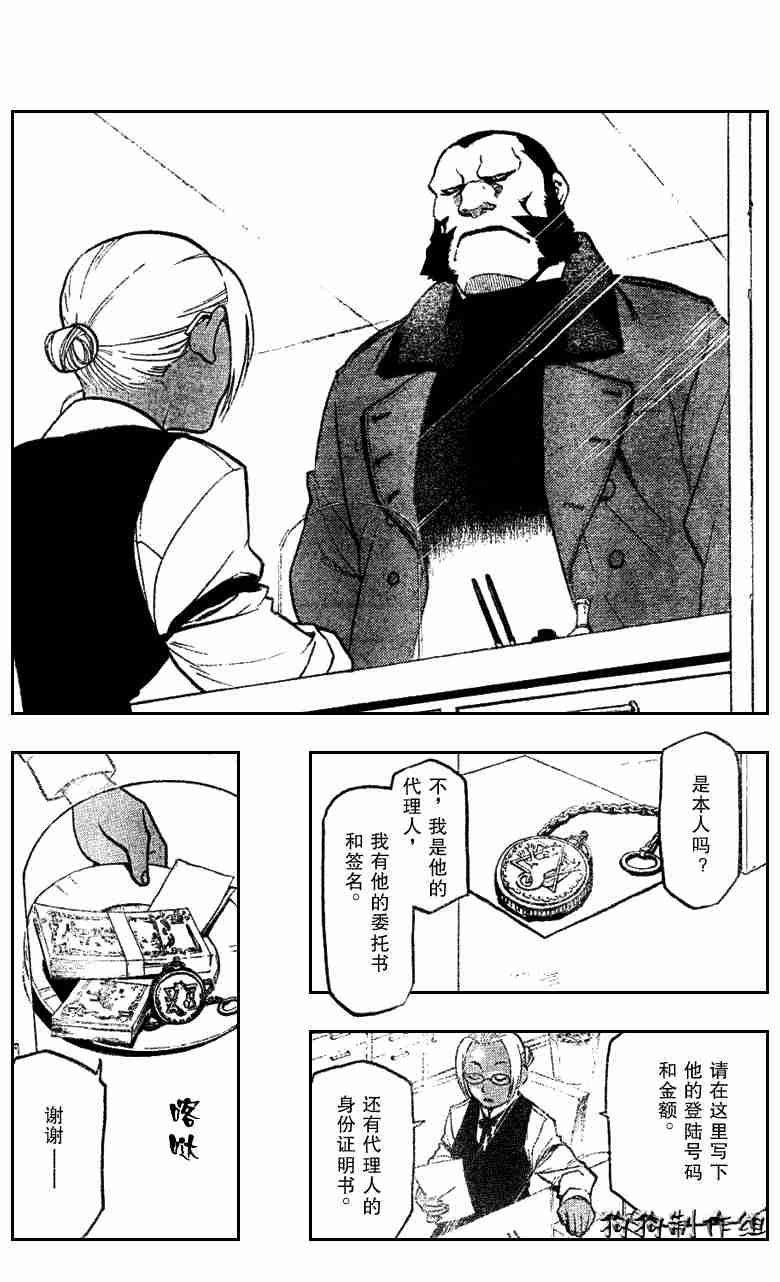 是本人吗？
不，我是他的
代理人，
我有他的委托书
和签名。
请在这里写下
他的登陆号码
和金额。
还有代理人的
身份证明书。
喀哒
谢谢——
狗狗制作组